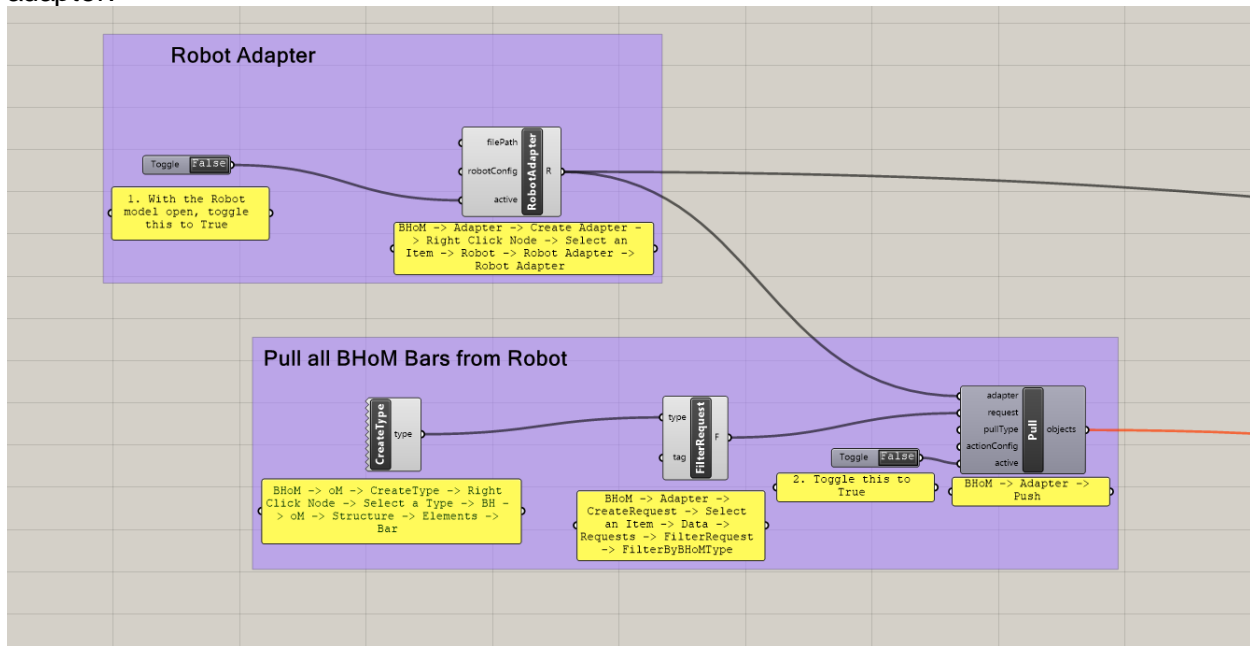 Robot Adapter
filePath
robotConfig
active
RobotAdapter
R
Toggle False
1. With the Robot
model open, toggle
this to True
BHoM -> Adapter -> Create Adapter -
> Right Click Node -> Select an
Item -> Robot -> Robot Adapter ->
Robot Adapter
Pull all BHoM Bars from Robot
CreateType
type
type
tag
FilterRequest
F
adapter
request
pullType
actionConfig
active
Pull
objects
Toggle False
BHoM -> oM -> CreateType -> Right
Click Node -> Select a Type -> BH -
> oM -> Structure -> Elements ->
Bar
BHoM -> Adapter ->
CreateRequest -> Select
an Item -> Data ->
Requests -> FilterRequest
-> FilterByBHoMType
2. Toggle this to
True
BHoM -> Adapter ->
Push